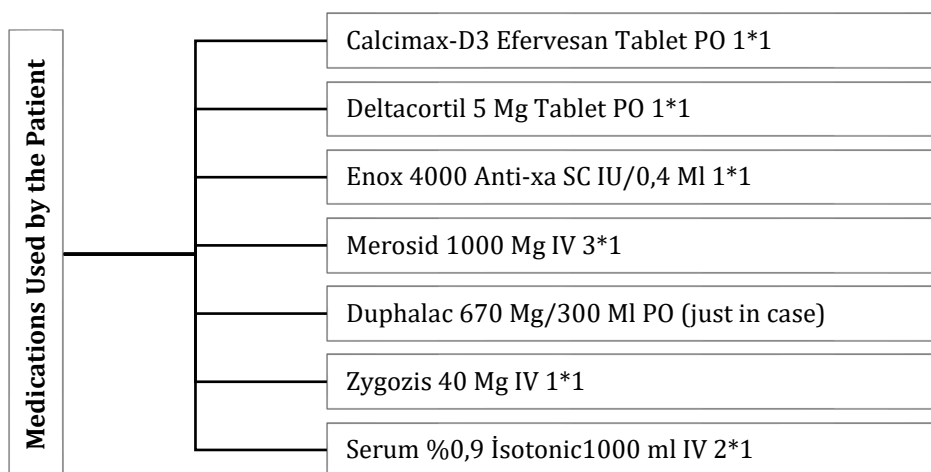 Medications Used by the Patient
Calcimax-D3 Efervesan Tablet PO 1*1
Deltacortil 5 Mg Tablet PO 1*1
Enox 4000 Anti-xa SC IU/0,4 Ml 1*1
Merosid 1000 Mg IV 3*1
Duphalac 670 Mg/300 Ml PO (just in case)
Zygozis 40 Mg IV 1*1
Serum %0,9 İsotonic1000 ml IV 2*1